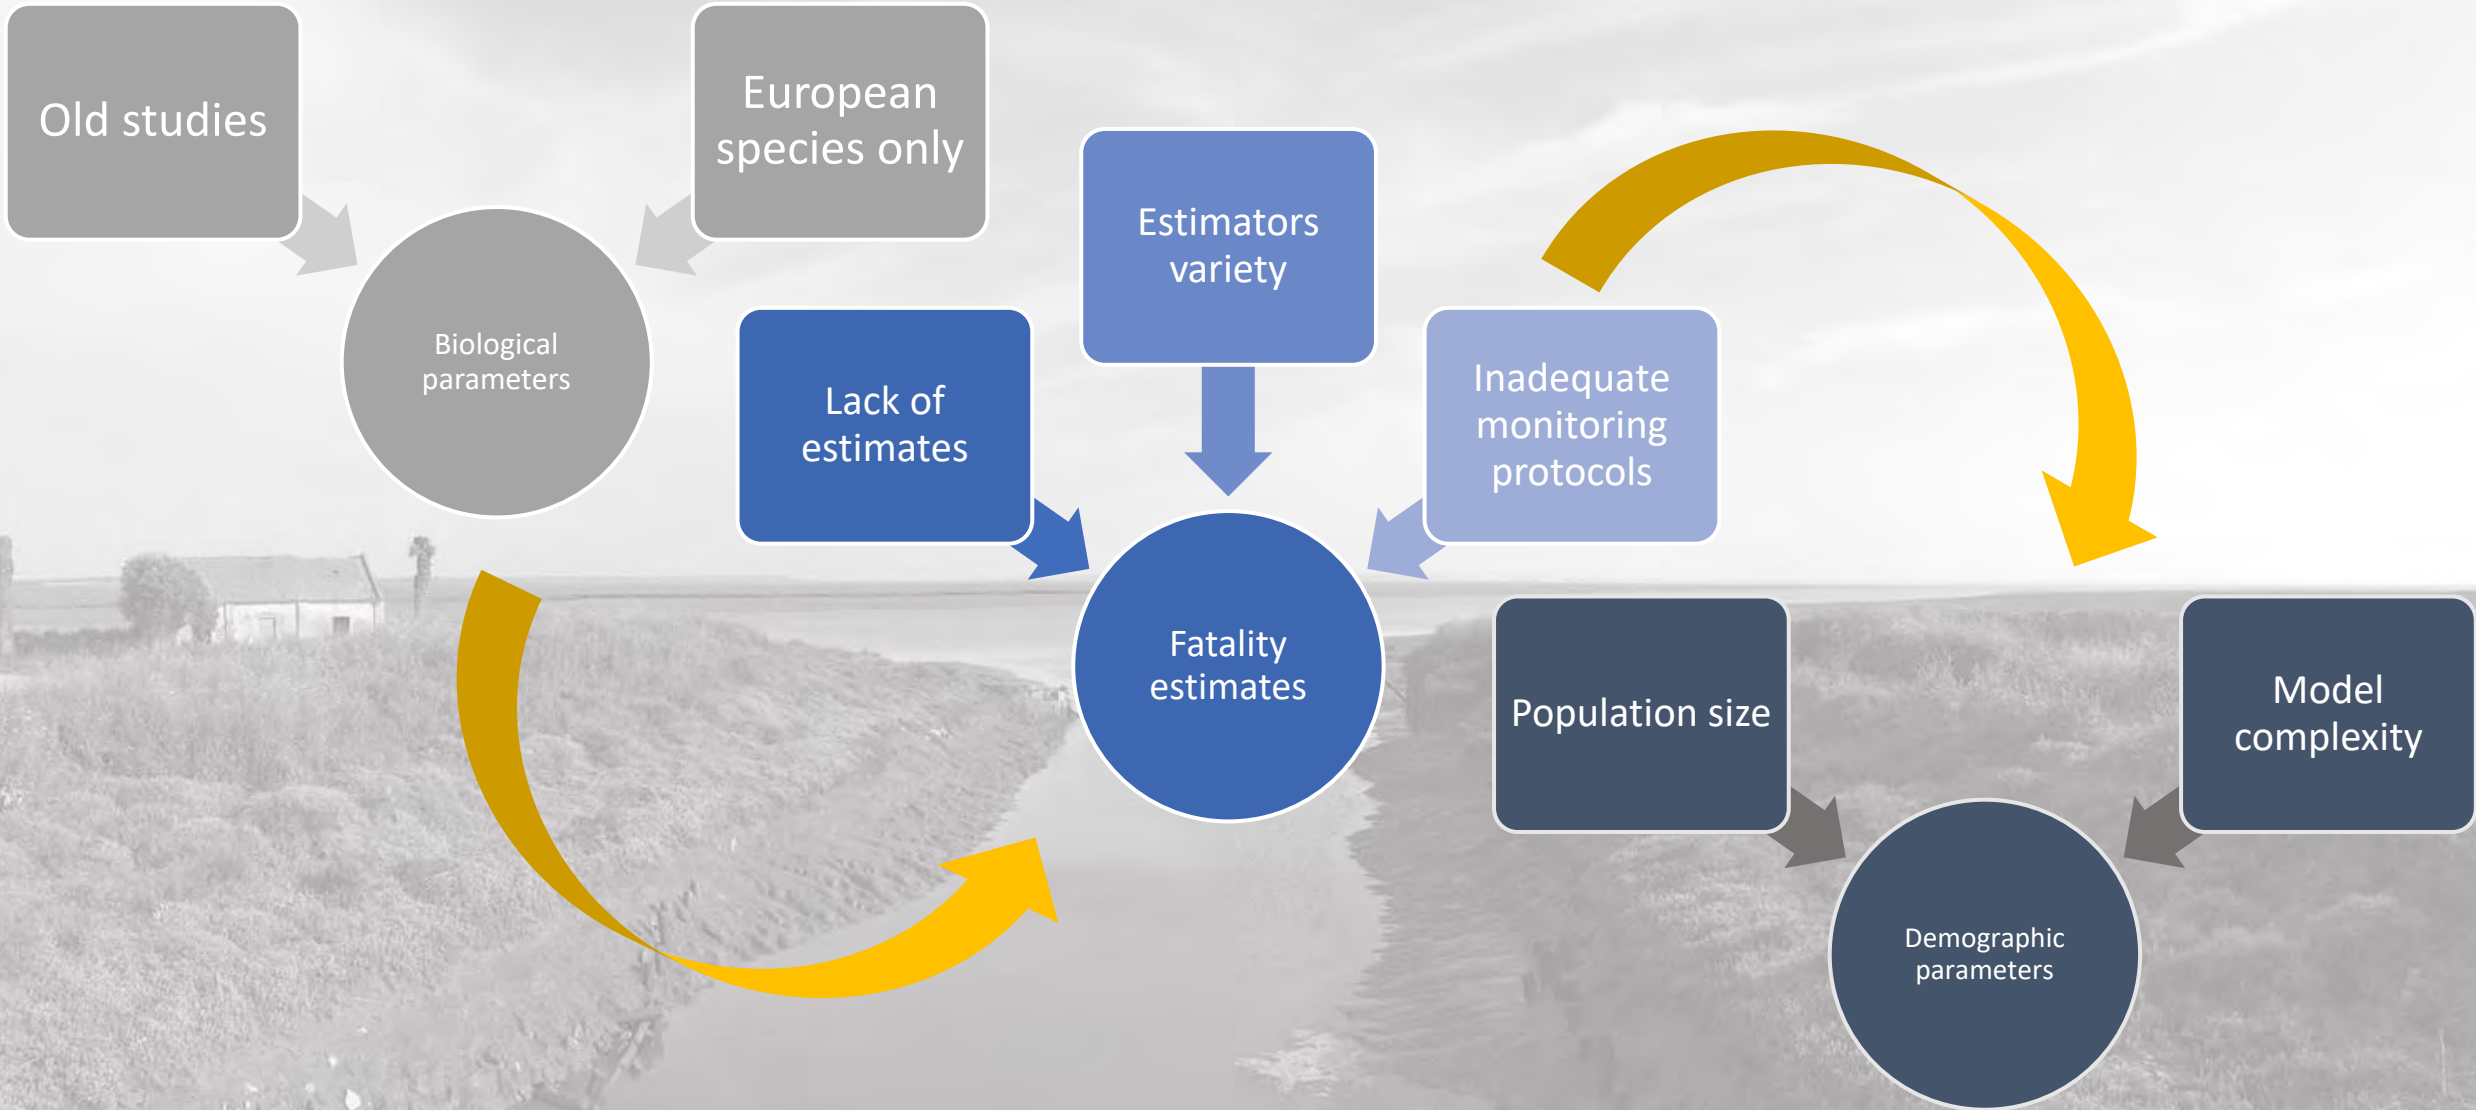 Old studies
European
species only
Biological
parameters
Lack of
estimates
Estimators
variety
Inadequate
monitoring
protocols
Fatality
estimates
Population size
Model
complexity
Demographic
parameters